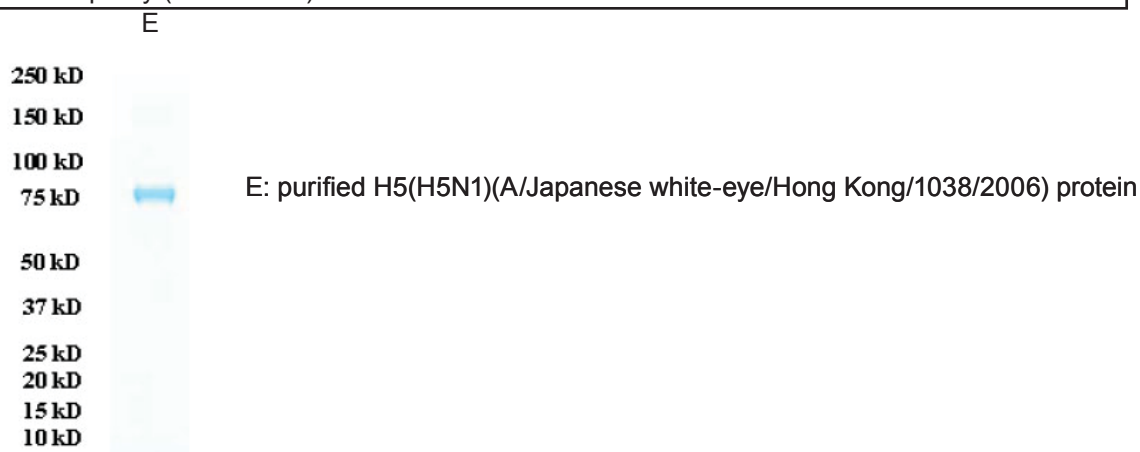 E
250 kD
150 kD
100 kD
75 kD
E: purified H5(H5N1)(A/Japanese white-eye/Hong Kong/1038/2006) protein
50 kD
37 kD
25 kD
20 kD
15 kD
10 kD